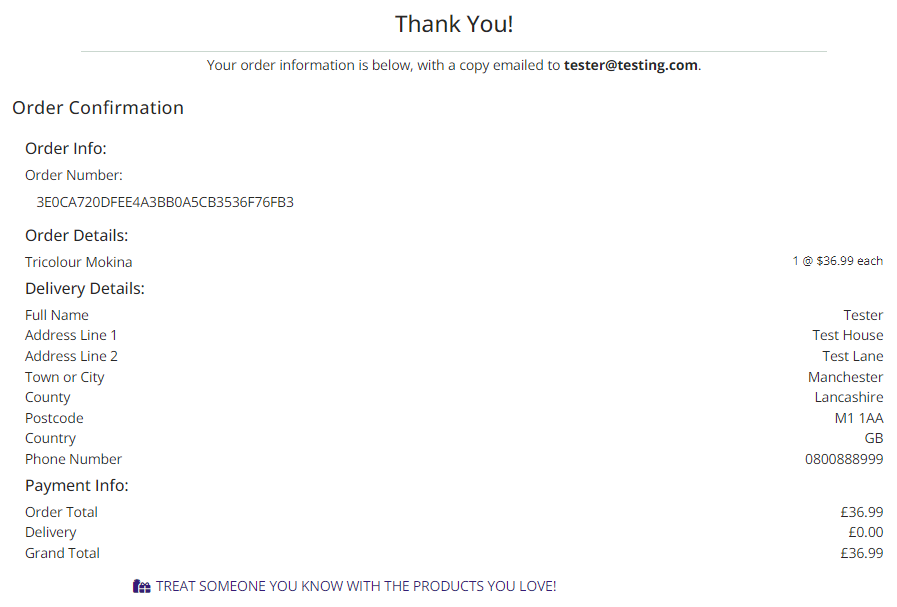 Thank You!
Your order information is below, with a copy emailed to tester@testing.com.
Order Confirmation
Order Info:
Order Number:
3E0CA720DFEE4A3BB0A5CB3536F76FB3
Order Details:
Tricolour Mokina 1 @ $36.99 each
Delivery Details:
Full Name Tester
Address Line 1 Test House
Address Line 2 Test Lane
Town or City Manchester
County Lancashire
Postcode M1 1AA
Country GB
Phone Number 0800888999
Payment Info:
Order Total £36.99
Delivery £0.00
Grand Total £36.99
TREAT SOMEONE YOU KNOW WITH THE PRODUCTS YOU LOVE!